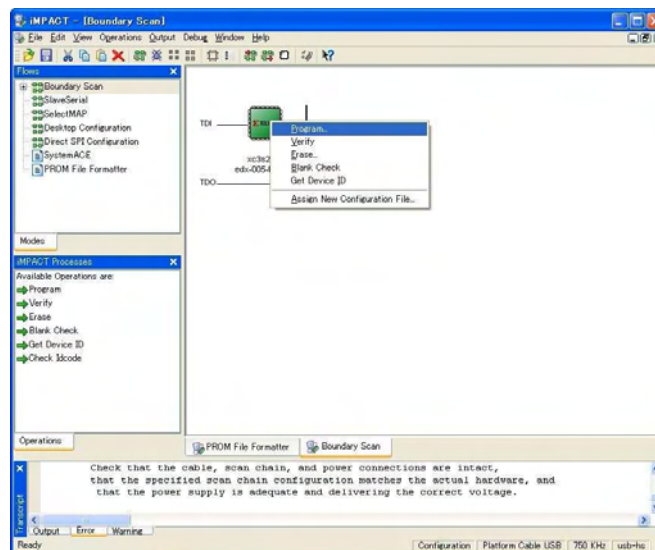 iMPACT - [Boundary Scan]
File Edit View Operations Output Debug Window Help
Flows
Boundary Scan
SlaveSerial
SelectMAP
Desktop Configuration
Direct SPI Configuration
SystemACE
PROM File Formatter
Modes
iMPACT Processes
Available Operations are:
Program
Verify
Erase
Blank Check
Get Device ID
Check Idcode
Operations
TDI
TDO
Program...
Verify
Erase...
Blank Check
Get Device ID
Assign New Configuration File...
PROM File Formatter Boundary Scan
Check that the cable, scan chain, and power connections are intact,
that the specified scan chain configuration matches the actual hardware, and
that the power supply is adequate and delivering the correct voltage.
Transcript
Output Error Warning
Ready
Configuration Platform Cable USB 750 KHz usb-hs